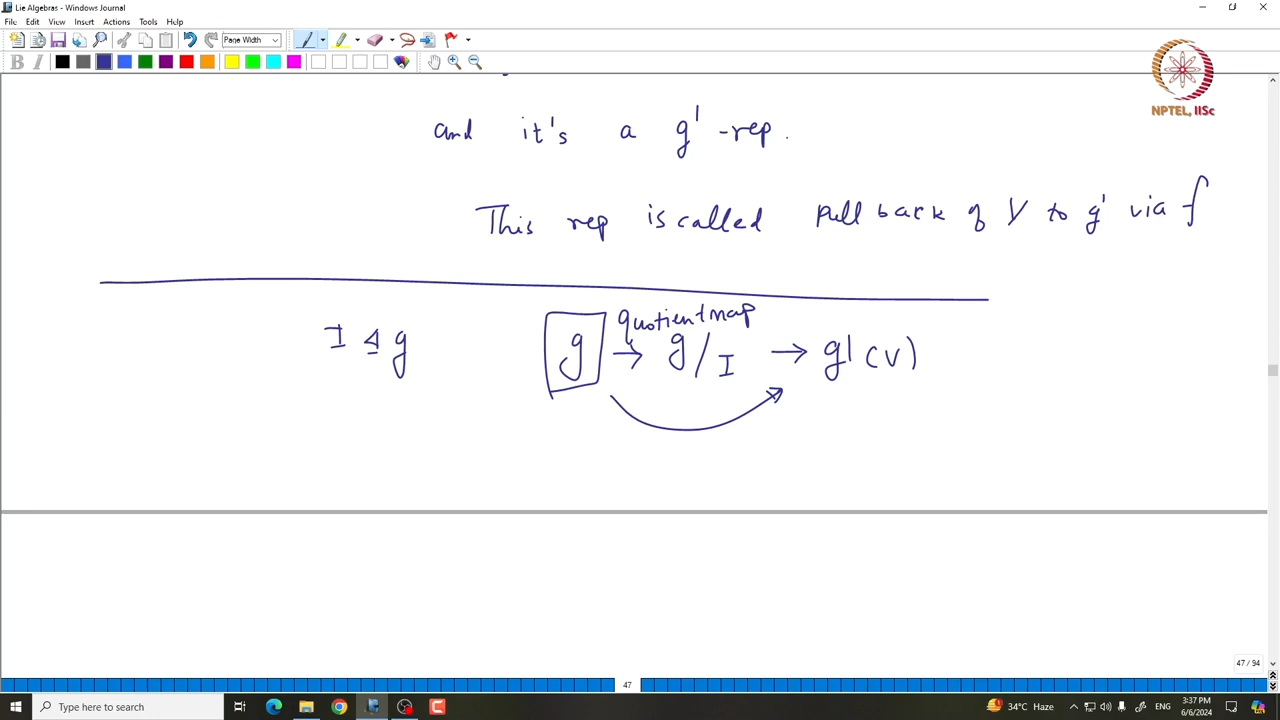 Lie Algebras - Windows Journal
File Edit View Insert Actions Tools Help
Page Width
B I
NPTEL, IISc
and it's a g' -rep.
This rep is called pull back of V to g' via f
I ⊴ g g → g/I → gl(V)
quotient map
47 / 94
47
Type here to search
34°C Haze
3:37 PM
6/6/2024